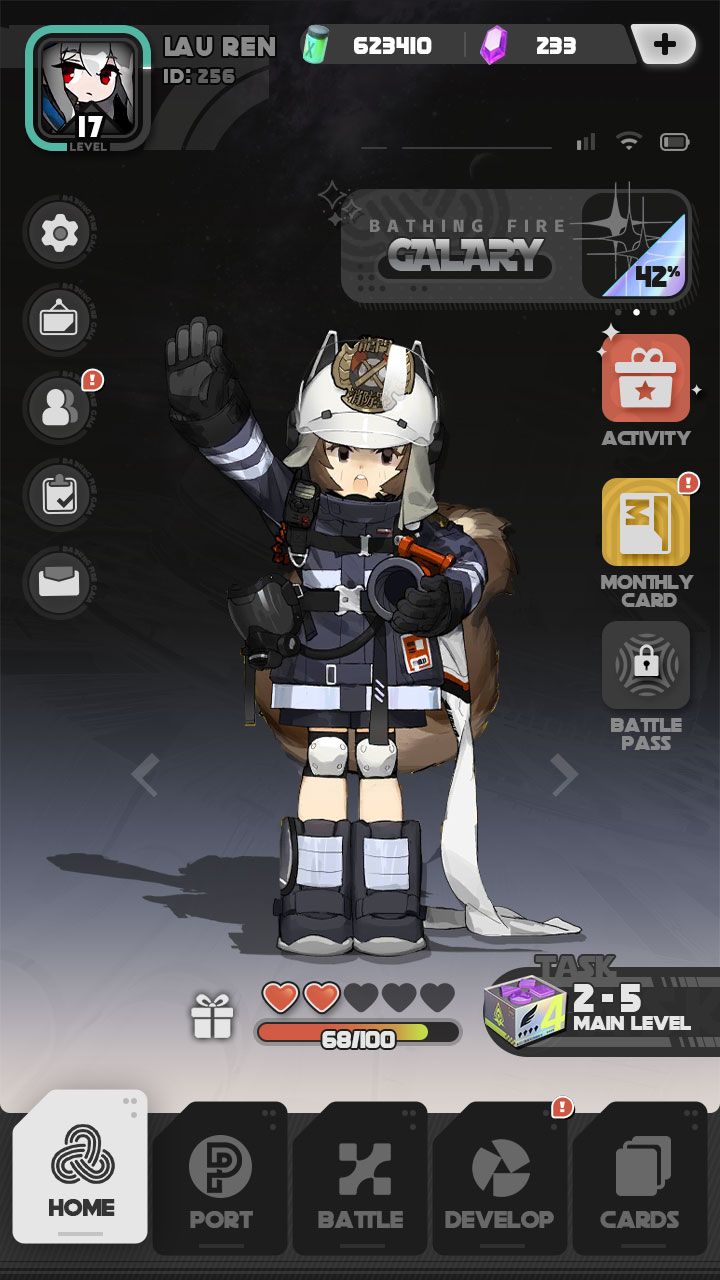 LAU REN
ID: 256
17
LEVEL
623410
233
BATHING FIRE
GALARY
42%
ACTIVITY
MONTHLY
CARD
BATTLE
PASS
TASK
2-5
MAIN LEVEL
4
68/100
HOME
PORT
BATTLE
DEVELOP
CARDS